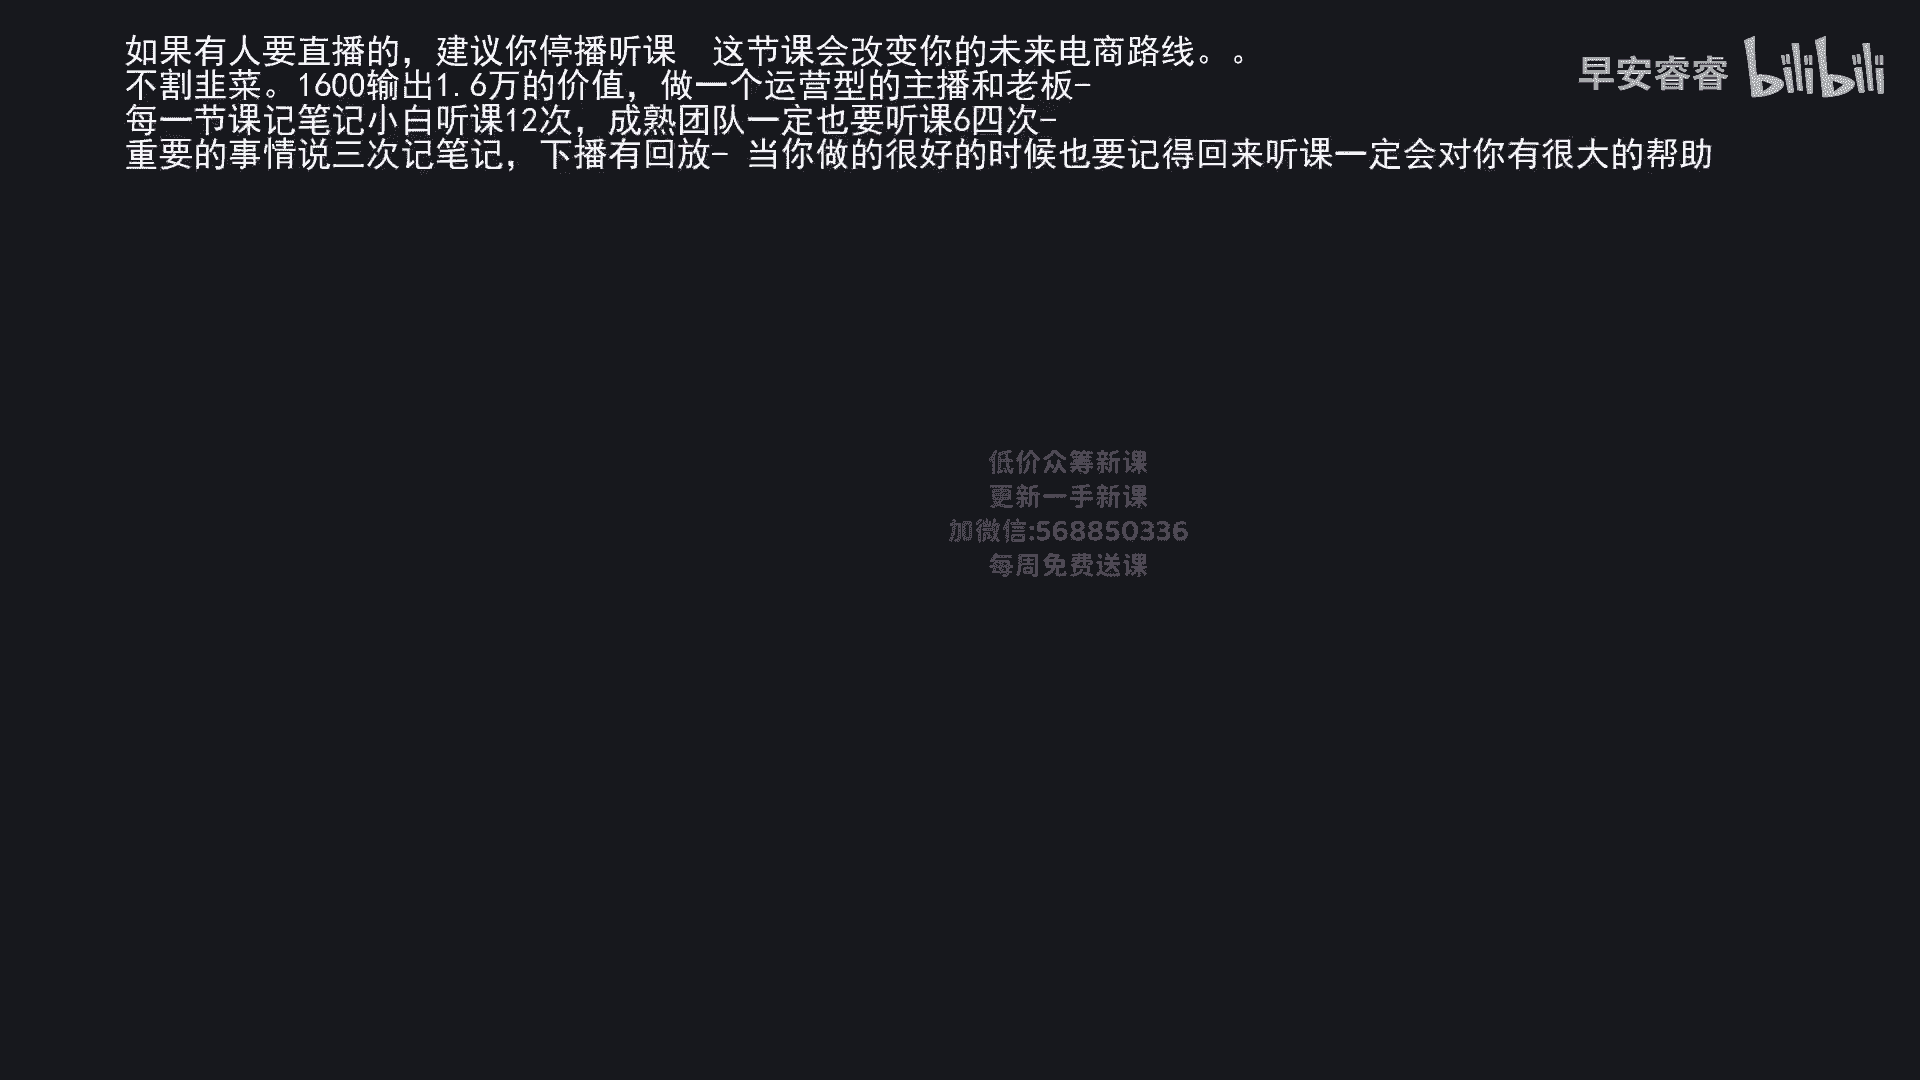 如果有人要直播的，建议你停播听课　这节课会改变你的未来电商路线。。
不割韭菜。1600输出1.6万的价值，做一个运营型的主播和老板—
每一节课记笔记小白听课12次，成熟团队一定也要听课6四次—
重要的事情说三次记笔记，下播有回放— 当你做的很好的时候也要记得回来听课一定会对你有很大的帮助
早安睿睿 bilibili
低价众筹新课
更新一手新课
加微信:568850336
每周免费送课